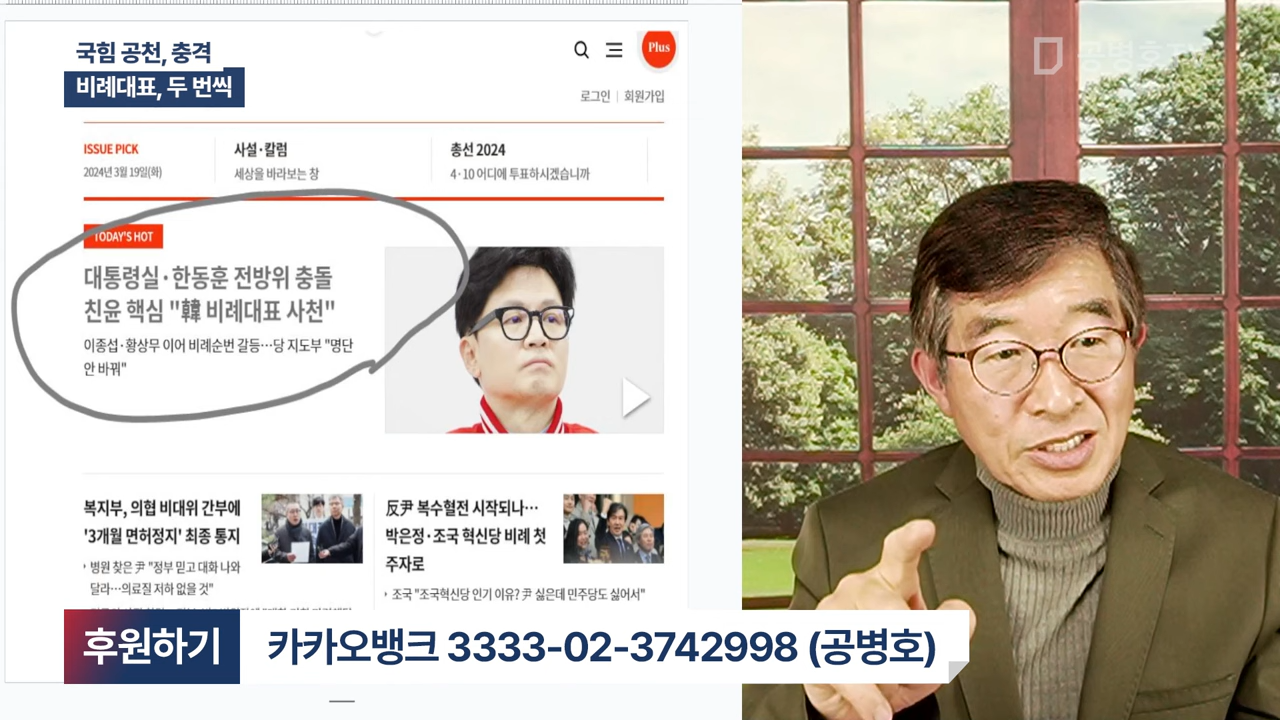 국힘 공천, 충격
비례대표, 두 번씩
Plus
로그인 | 회원가입
ISSUE PICK
2024년 3월 19일(화)
사설·칼럼
세상을 바라보는 창
총선 2024
4·10 어디에 투표하시겠습니까
TODAY'S HOT
대통령실·한동훈 전방위 충돌
친윤 핵심 "韓 비례대표 사천"
이종섭·황상무 이어 비례순번 갈등…당 지도부 "명단
안 바꿔"
복지부, 의협 비대위 간부에
'3개월 면허정지' 최종 통지
병원 찾은 尹 "정부 믿고 대화 나와
달라…의료질 저하 없을 것"
反尹 복수혈전 시작되나…
박은정·조국 혁신당 비례 첫
주자로
조국 "조국혁신당 인기 이유? 尹 싫은데 민주당도 싫어서"
공병호
후원하기
카카오뱅크 3333-02-3742998 (공병호)